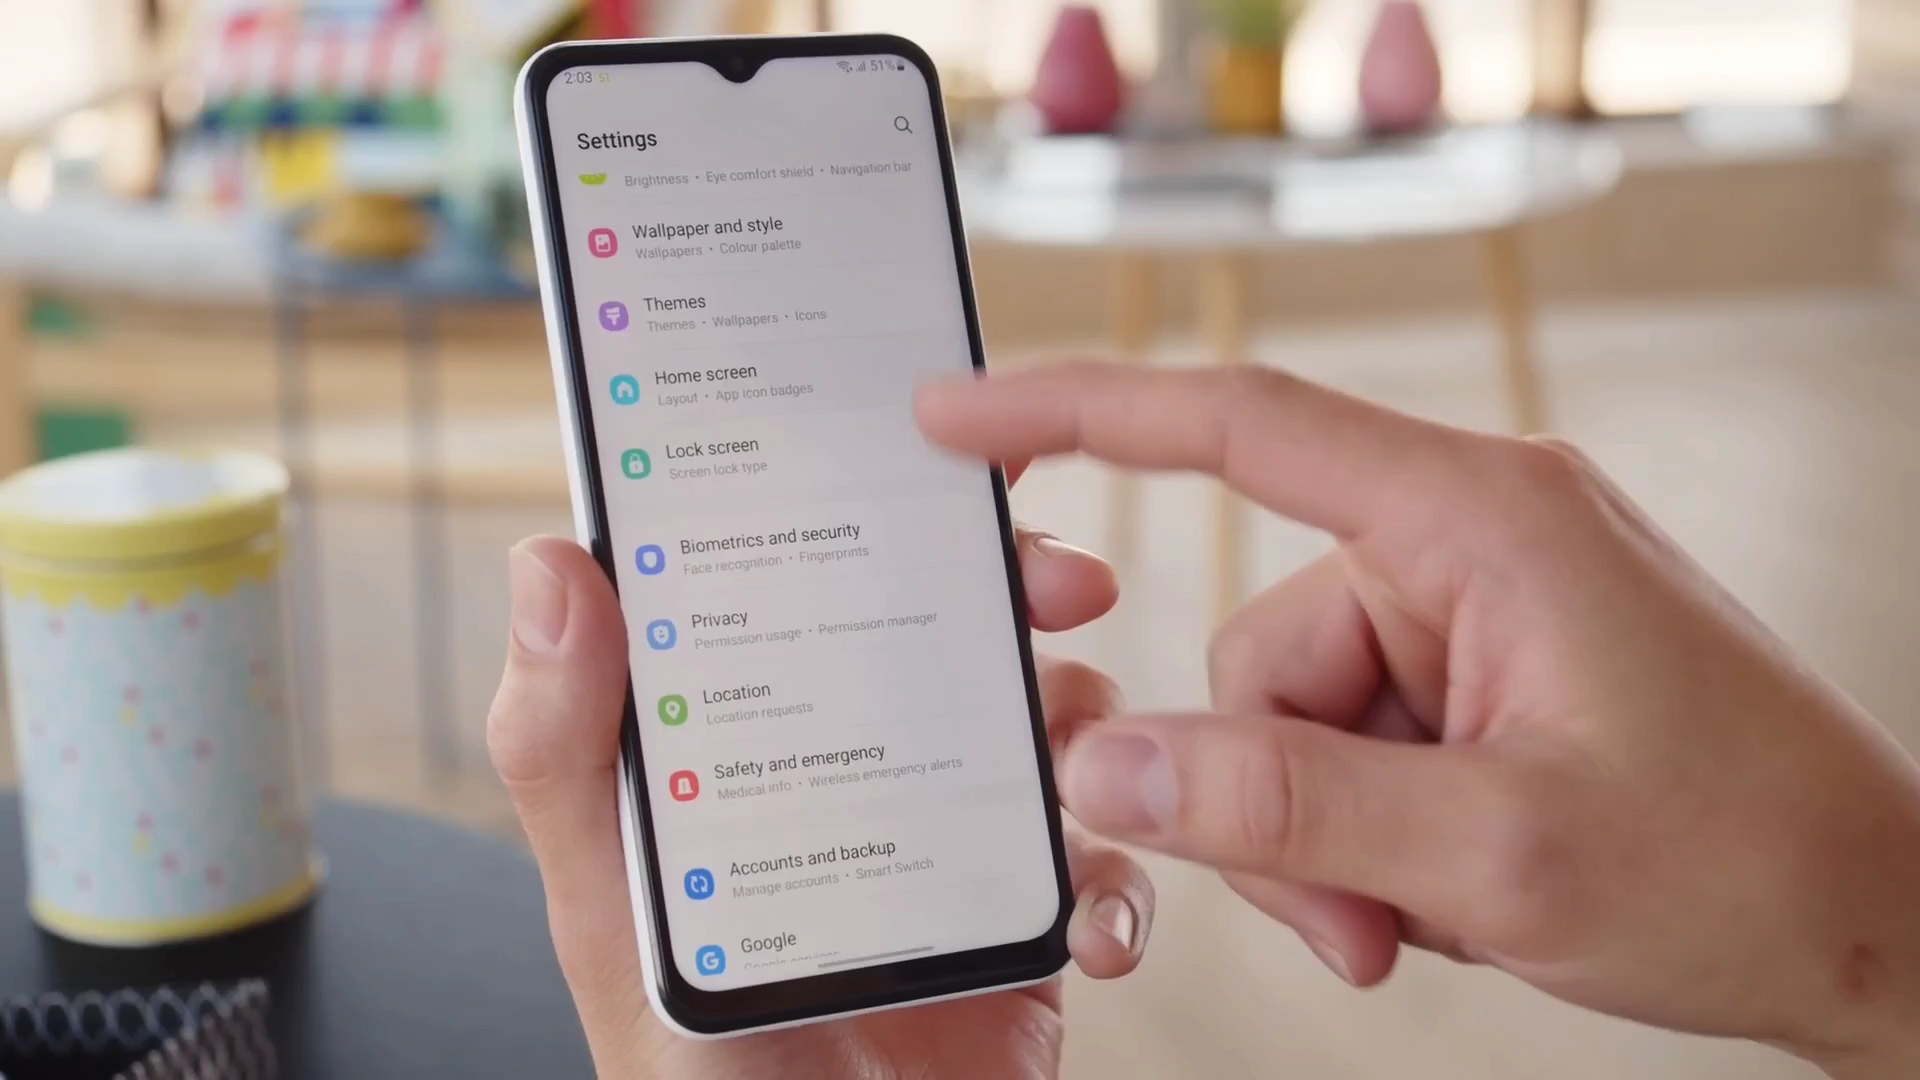 2:03 51%
Settings
Brightness • Eye comfort shield • Navigation bar
Wallpaper and style
Wallpapers • Colour palette
Themes
Themes • Wallpapers • Icons
Home screen
Layout • App icon badges
Lock screen
Screen lock type
Biometrics and security
Face recognition • Fingerprints
Privacy
Permission usage • Permission manager
Location
Location requests
Safety and emergency
Medical info • Wireless emergency alerts
Accounts and backup
Manage accounts • Smart Switch
Google
Google services